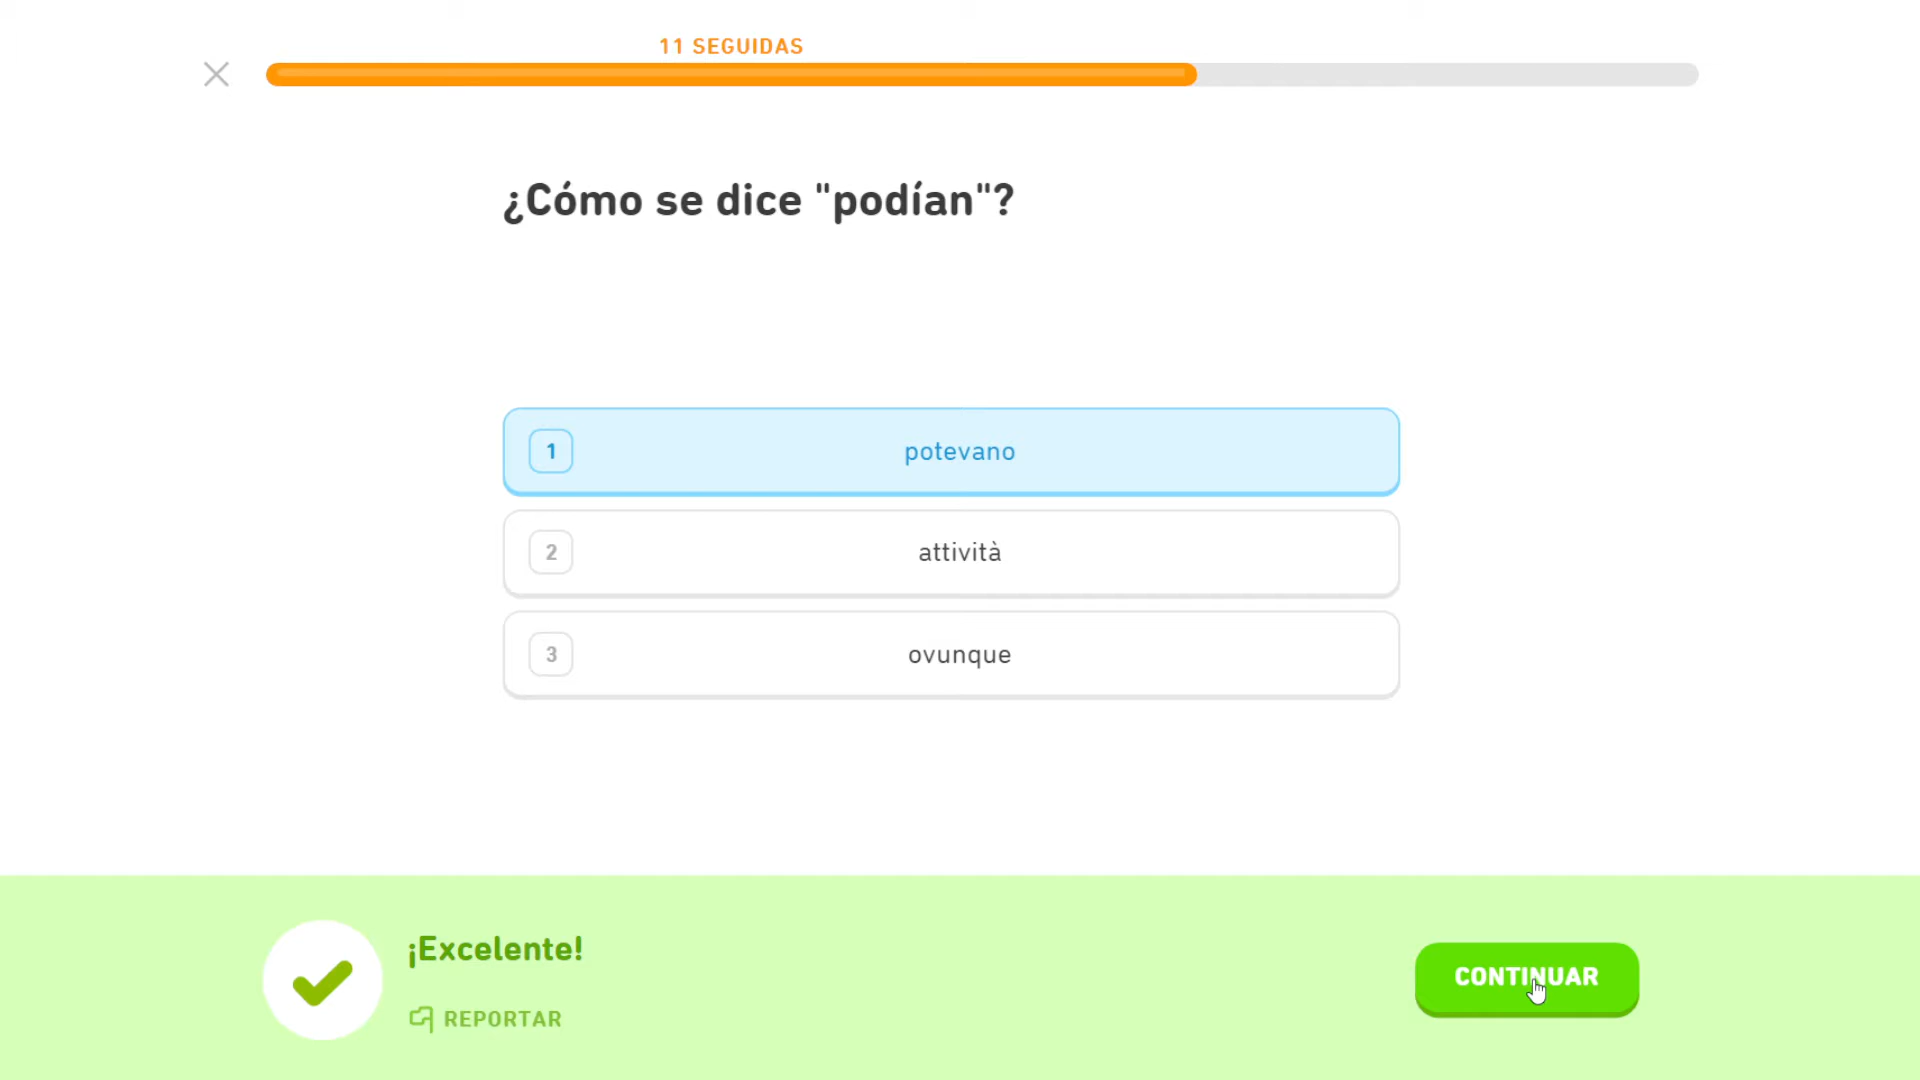 11 SEGUIDAS
¿Cómo se dice "podían"?
1 potevano
2 attività
3 ovunque
¡Excelente!
REPORTAR
CONTINUAR